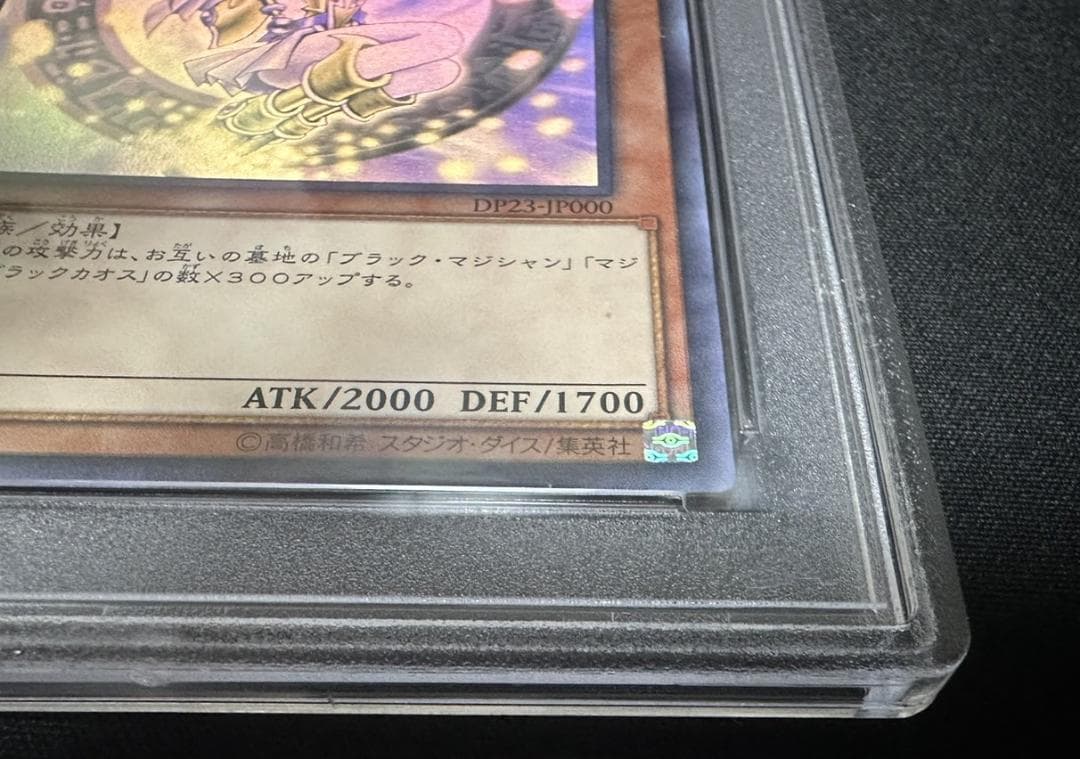 DP23-JP000
族/効果】
の攻撃力は、お互いの墓地の「ブラック・マジシャン」「マジ
ブラックカオス」の数×300アップする。
ATK/2000 DEF/1700
©高橋和希 スタジオ・ダイス/集英社